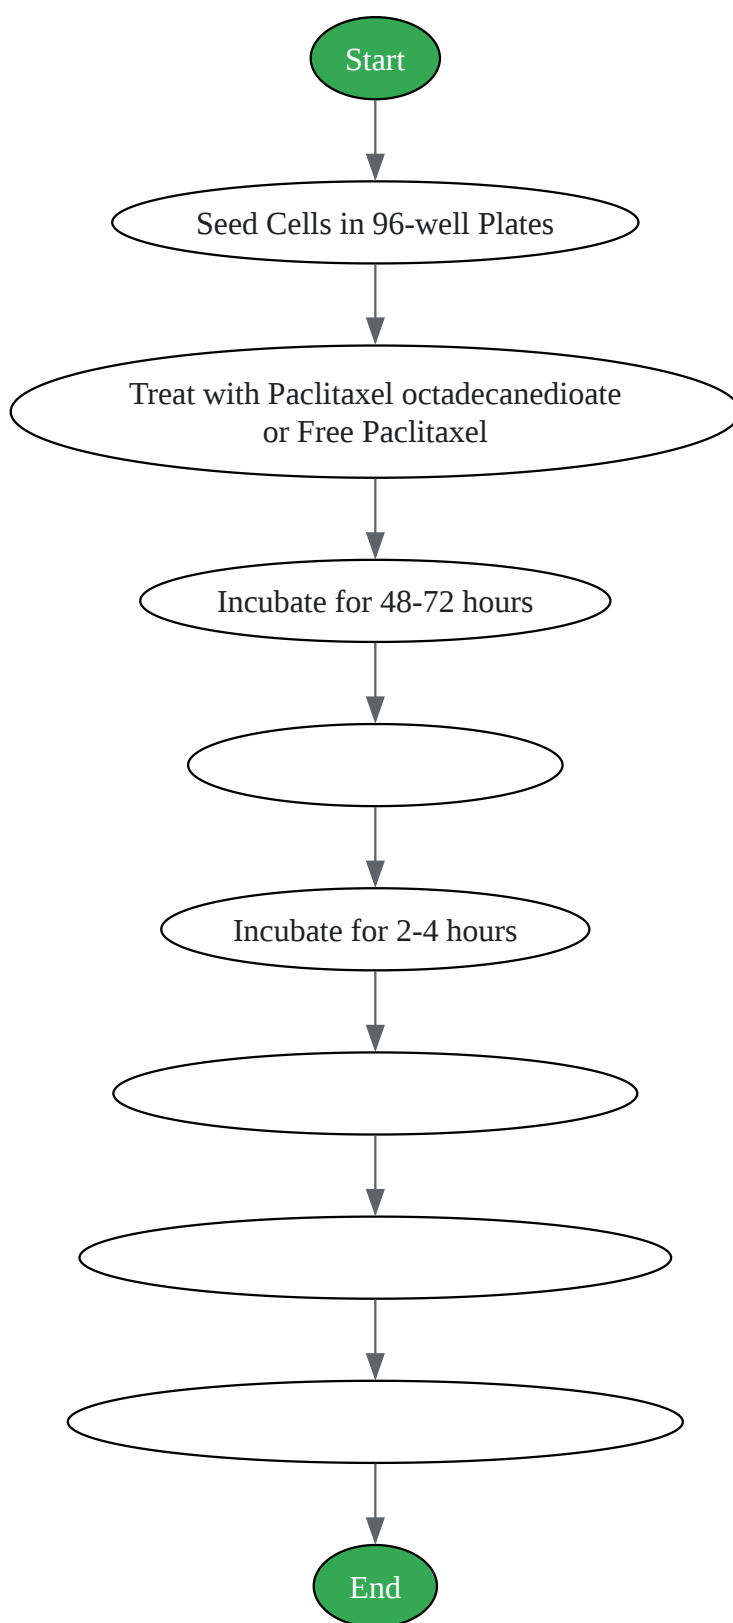 Start
Seed Cells in 96-well Plates
Treat with Paclitaxel octadecanedioate
or Free Paclitaxel
Incubate for 48-72 hours
Incubate for 2-4 hours
End